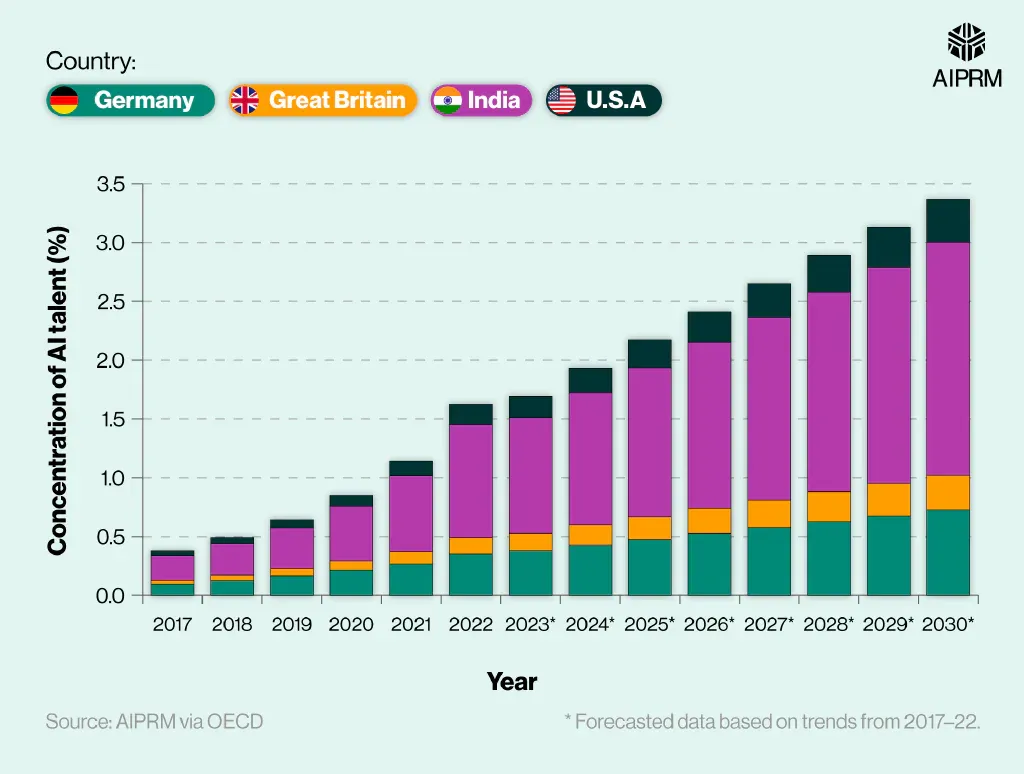 Country:
AIPRM
Germany
Great Britain
India
U.S.A
Concentration of AI talent (%)
3.5
3.0
2.5
2.0
1.5
1.0
0.5
0.0
2017 2018 2019 2020 2021 2022 2023* 2024* 2025* 2026* 2027* 2028* 2029* 2030*
Year
Source: AIPRM via OECD
* Forecasted data based on trends from 2017–22.